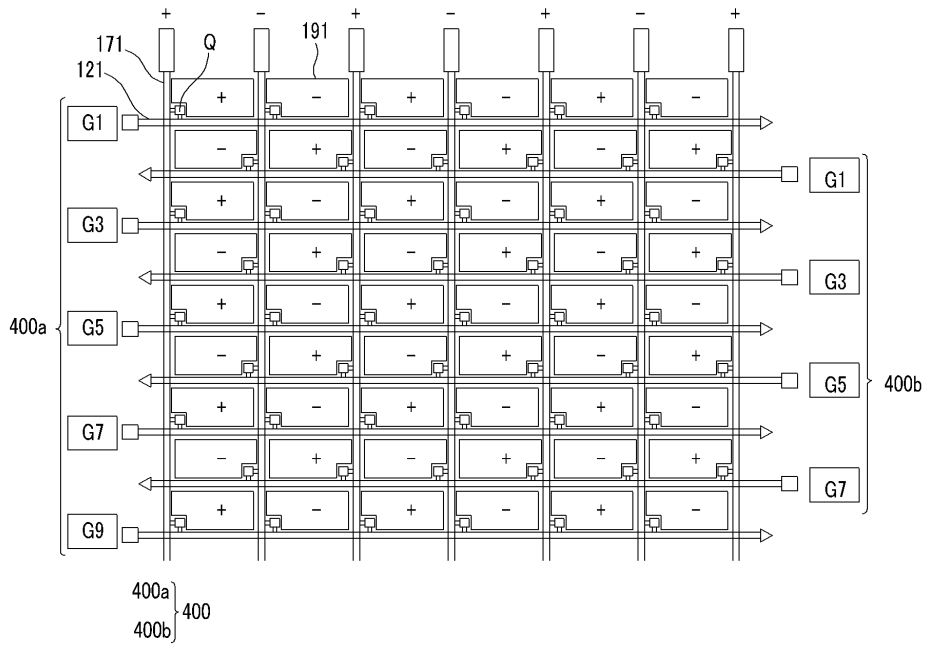 + − + − + − +
171 Q 191
121
+ − + − + −
G1
− + − + − +
G1
+ − + − + −
G3
− + − + − +
G3
+ − + − + −
400a G5
− + − + − +
G5 400b
+ − + − + −
G7
− + − + − +
G7
+ − + − + −
G9
400a
400
400b